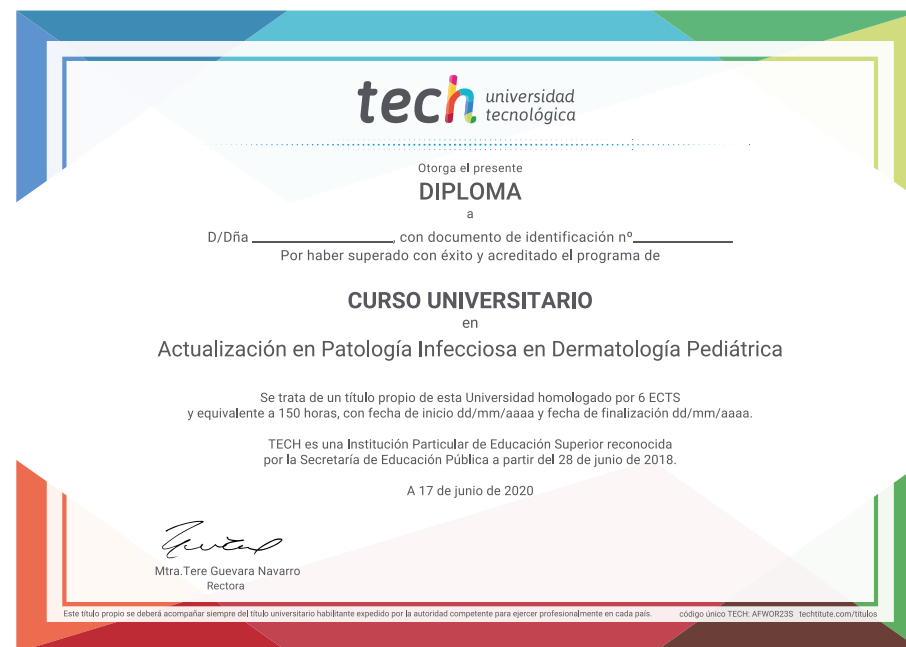 tech universidad
tecnológica
Otorga el presente
DIPLOMA
a
D/Dña ____________________, con documento de identificación nº______________
Por haber superado con éxito y acreditado el programa de
CURSO UNIVERSITARIO
en
Actualización en Patología Infecciosa en Dermatología Pediátrica
Se trata de un título propio de esta Universidad homologado por 6 ECTS
y equivalente a 150 horas, con fecha de inicio dd/mm/aaaa y fecha de finalización dd/mm/aaaa.
TECH es una Institución Particular de Educación Superior reconocida
por la Secretaría de Educación Pública a partir del 28 de junio de 2018.
A 17 de junio de 2020
Mtra.Tere Guevara Navarro
Rectora
Este título propio se deberá acompañar siempre del título universitario habilitante expedido por la autoridad competente para ejercer profesionalmente en cada país. código único TECH: AFWOR23S techtitute.com/titulos